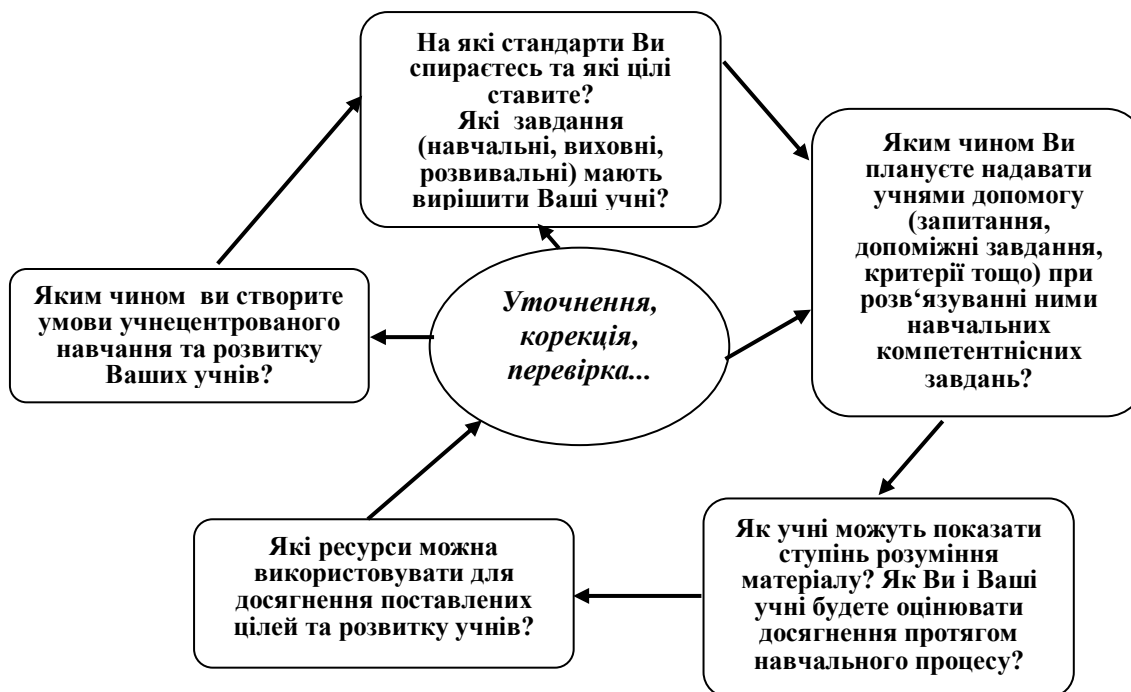 На які стандарти Ви
спираєтесь та які цілі
ставите?
Які завдання
(навчальні, виховні,
розвивальні) мають
вирішити Ваші учні?
Яким чином Ви
плануєте надавати
учнями допомогу
(запитання,
допоміжні завдання,
критерії тощо) при
розв‘язуванні ними
навчальних
компетентнісних
завдань?
Яким чином ви створите
умови учнецентрованого
навчання та розвитку
Ваших учнів?
Уточнення,
корекція,
перевірка...
Які ресурси можна
використовувати для
досягнення поставлених
цілей та розвитку учнів?
Як учні можуть показати
ступінь розуміння
матеріалу? Як Ви і Ваші
учні будете оцінювати
досягнення протягом
навчального процесу?